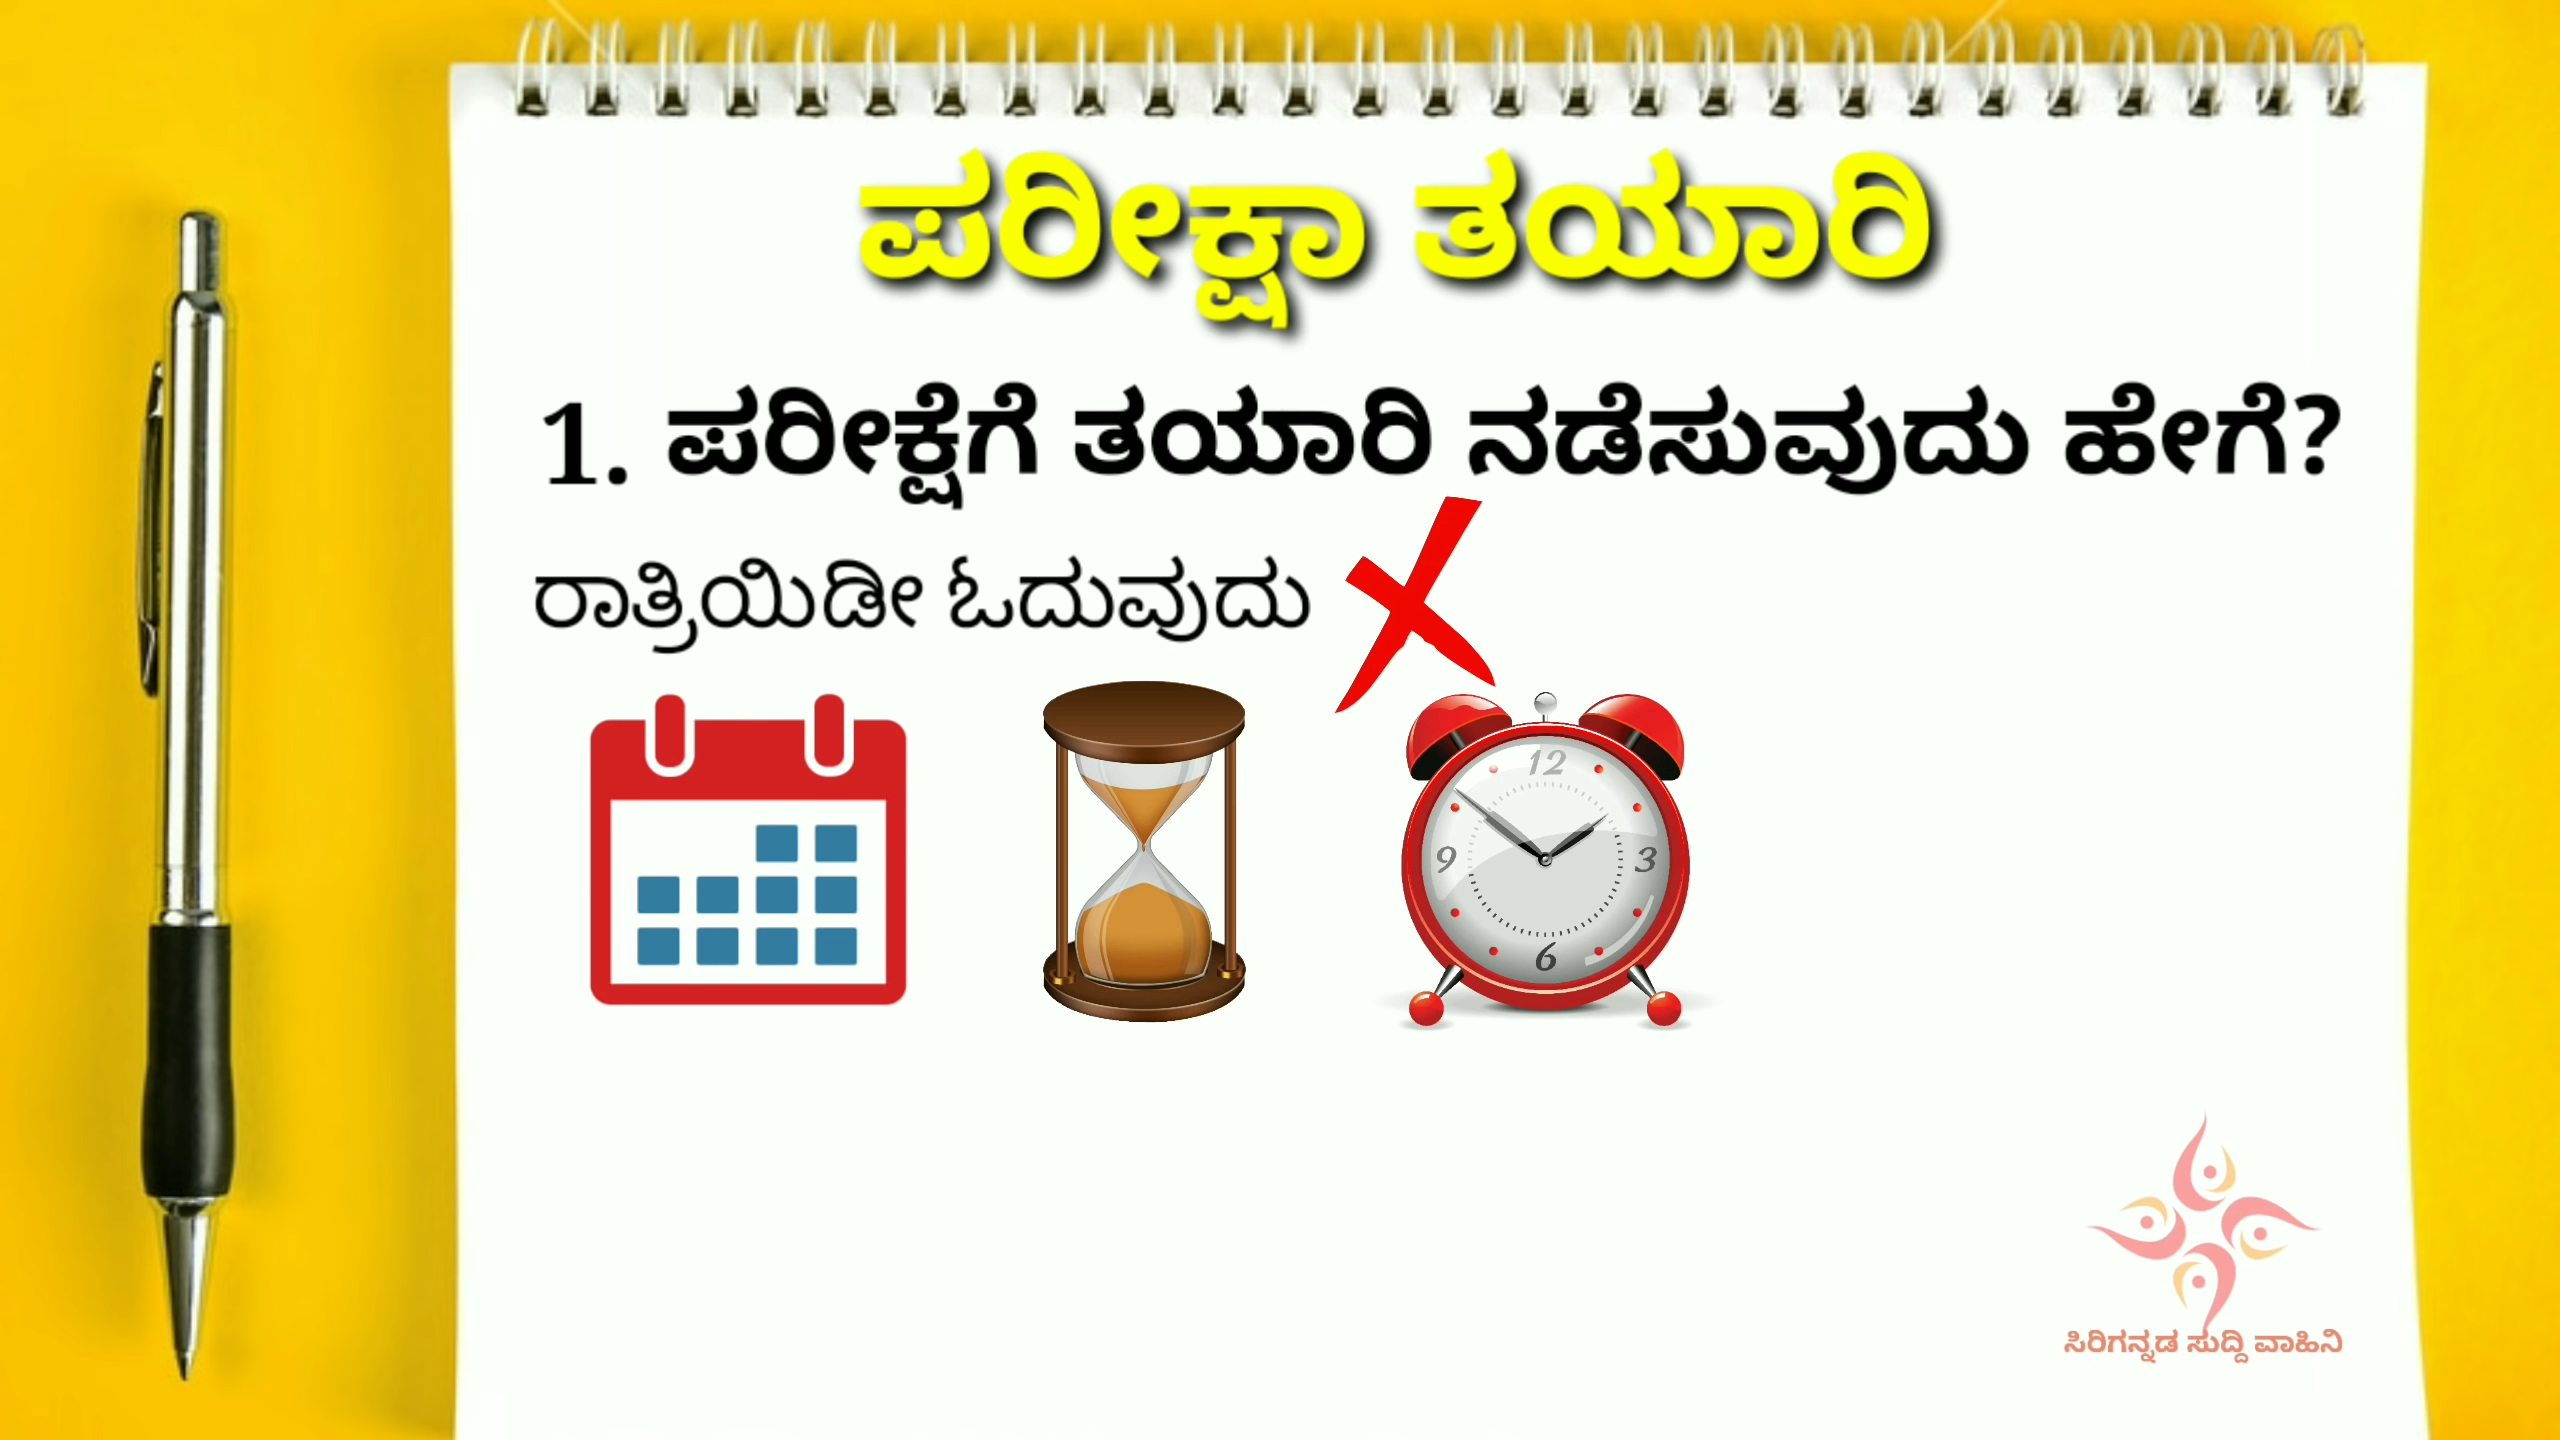 ಪರೀಕ್ಷಾ ತಯಾರಿ
1. ಪರೀಕ್ಷೆಗೆ ತಯಾರಿ ನಡೆಸುವುದು ಹೇಗೆ?
ರಾತ್ರಿಯಿಡೀ ಓದುವುದು
12
9 3
6
ಸಿರಿಗನ್ನಡ ಸುದ್ದಿ ವಾಹಿನಿ